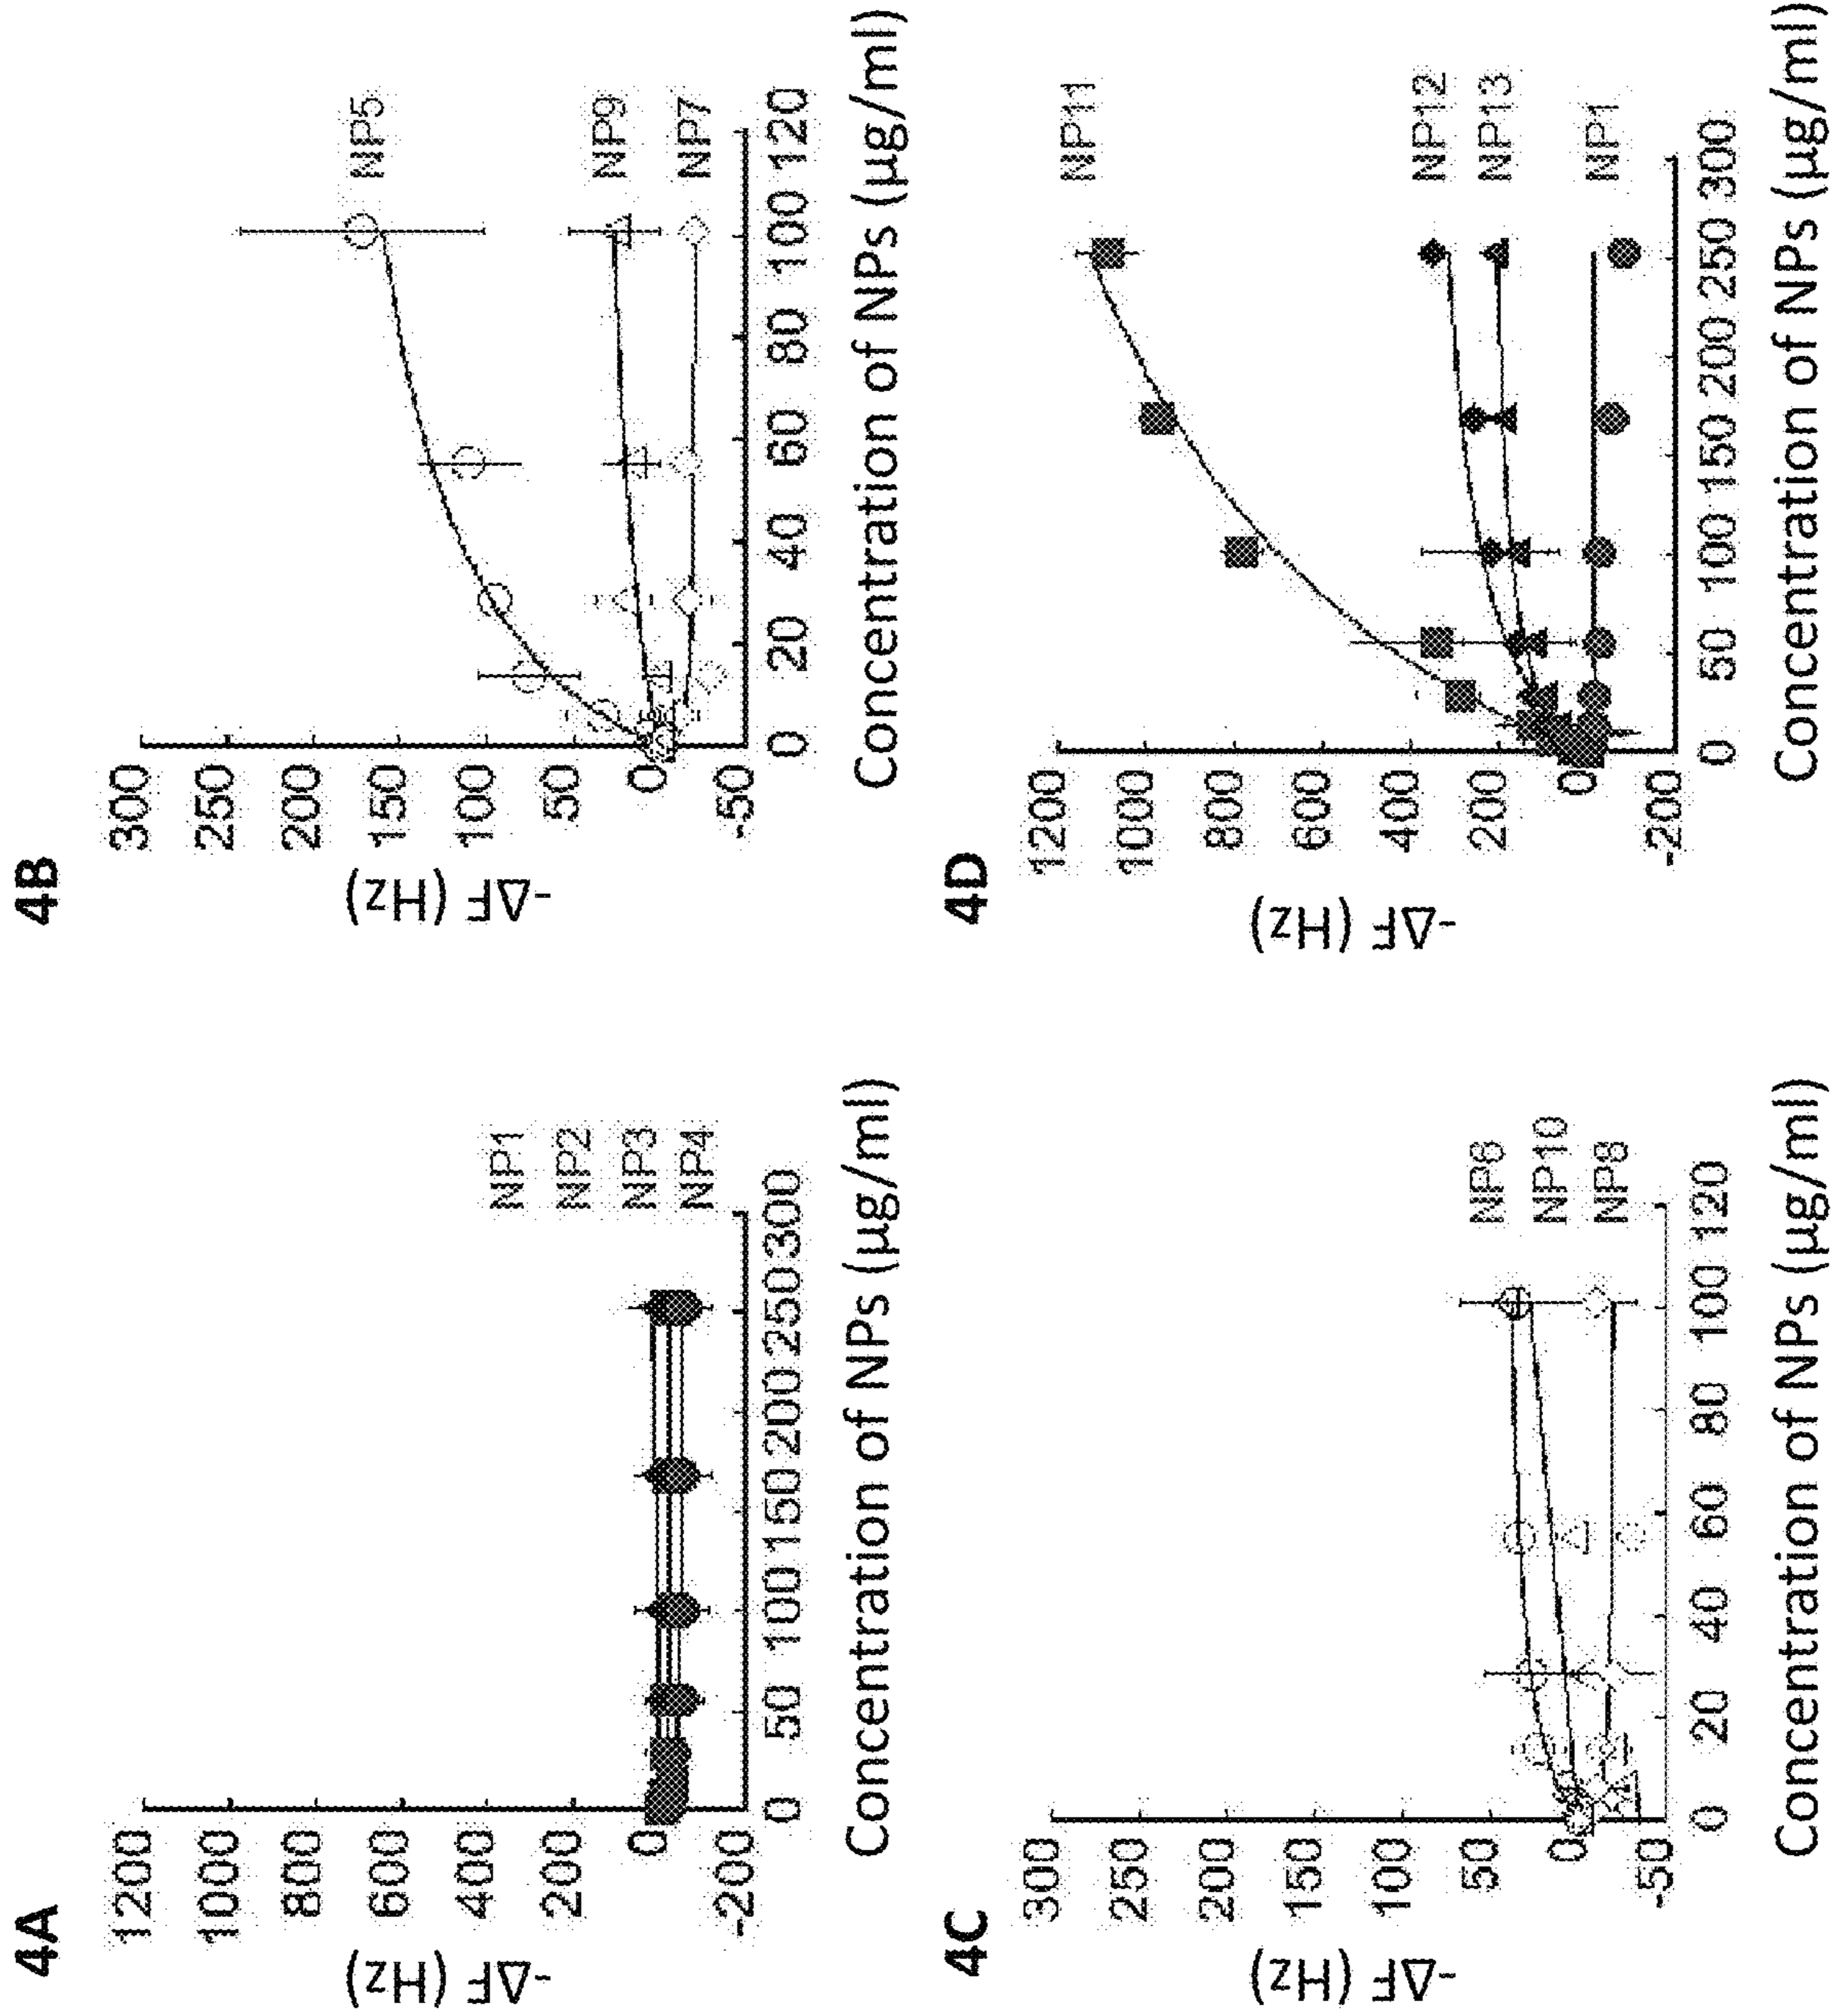 4A
-ΔF (Hz)
1200
1000
800
600
400
200
0
-200
0 50 100 150 200 250 300
Concentration of NPs (µg/ml)
NP1
NP2
NP3
NP4
4B
-ΔF (Hz)
300
250
200
150
100
50
0
-50
0 20 40 60 80 100 120
Concentration of NPs (µg/ml)
NP5
NP9
NP7
4C
-ΔF (Hz)
300
250
200
150
100
50
0
-50
0 20 40 60 80 100 120
Concentration of NPs (µg/ml)
NP10
NP8
4D
-ΔF (Hz)
1200
1000
800
600
400
200
0
-200
0 50 100 150 200 250 300
Concentration of NPs (µg/ml)
NP11
NP12
NP13
NP1